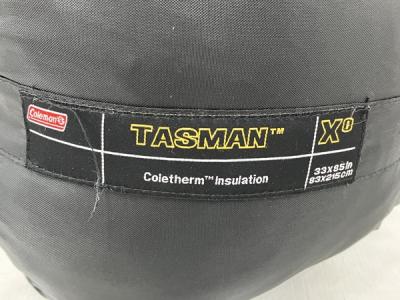 Coleman
TASMAN™
X°
Coletherm™ Insulation
33X85in
83X215cm